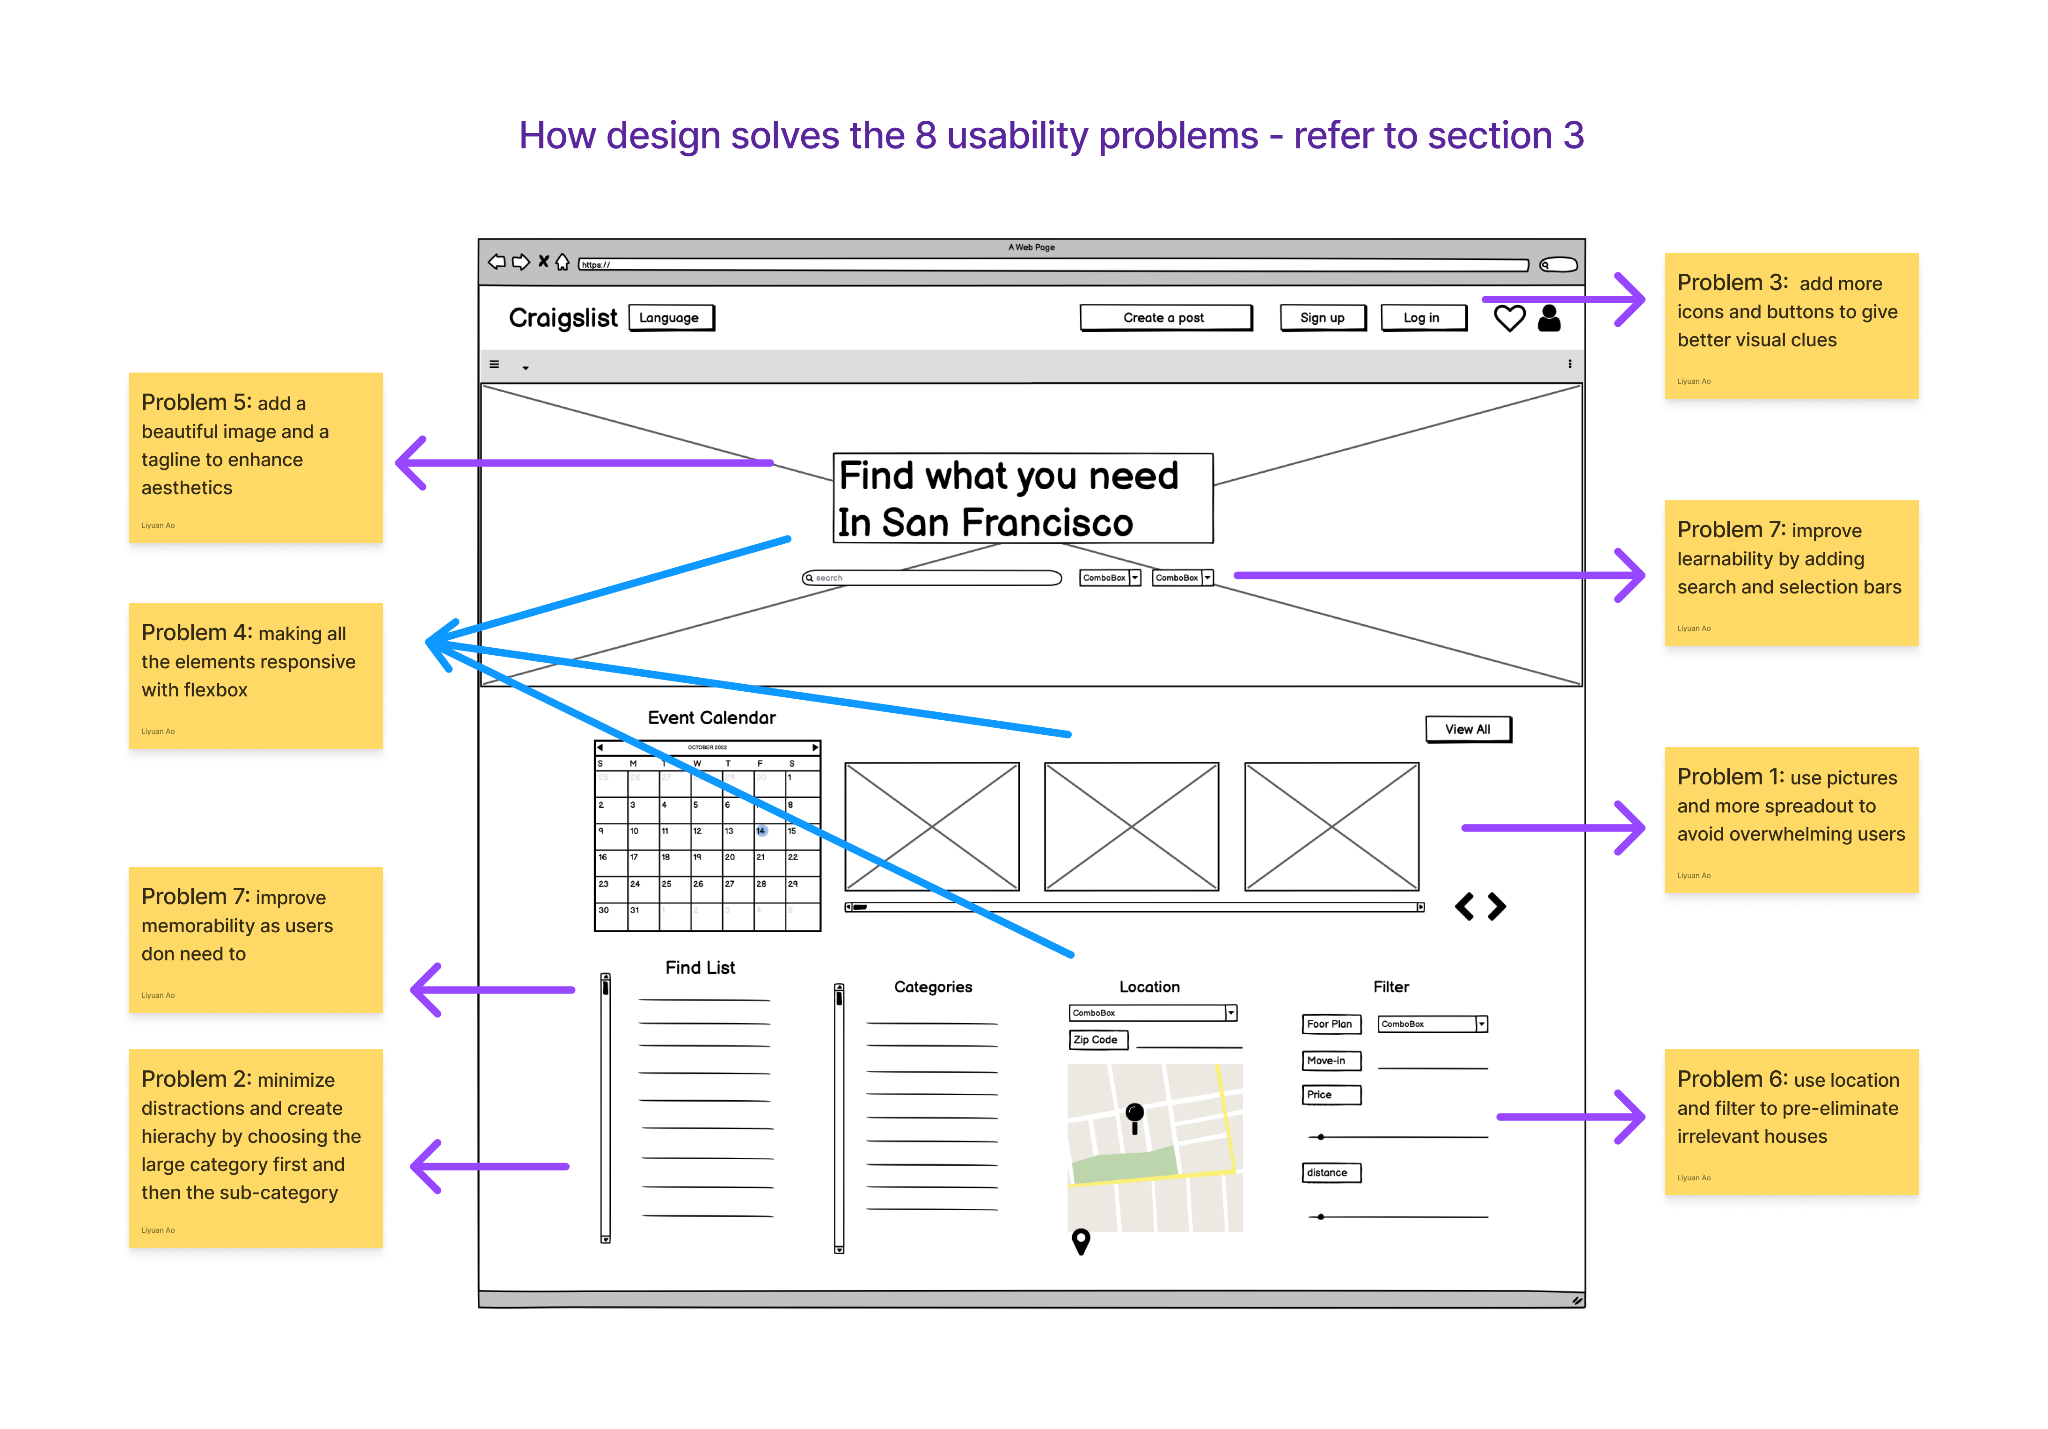 How design solves the 8 usability problems - refer to section 3
A Web Page
https://
Craigslist
Language
Create a post
Sign up
Log in
Problem 3: add more
icons and buttons to give
better visual clues
Liyuan Ao
Problem 5: add a
beautiful image and a
tagline to enhance
aesthetics
Liyuan Ao
Find what you need
In San Francisco
search
ComboBox
ComboBox
Problem 7: improve
learnability by adding
search and selection bars
Liyuan Ao
Problem 4: making all
the elements responsive
with flexbox
Liyuan Ao
Event Calendar
View All
OCTOBER 2022
S M T W T F S
25 26 27 28 29 30 1
2 3 4 5 6 7 8
9 10 11 12 13 14 15
16 17 18 19 20 21 22
23 24 25 26 27 28 29
30 31 1 2 3 4 5
Problem 1: use pictures
and more spreadout to
avoid overwhelming users
Liyuan Ao
Problem 7: improve
memorability as users
don need to
Liyuan Ao
Find List
Categories
Location
ComboBox
Zip Code
Filter
Foor Plan
ComboBox
Move-in
Price
distance
Problem 2: minimize
distractions and create
hierachy by choosing the
large category first and
then the sub-category
Liyuan Ao
Problem 6: use location
and filter to pre-eliminate
irrelevant houses
Liyuan Ao